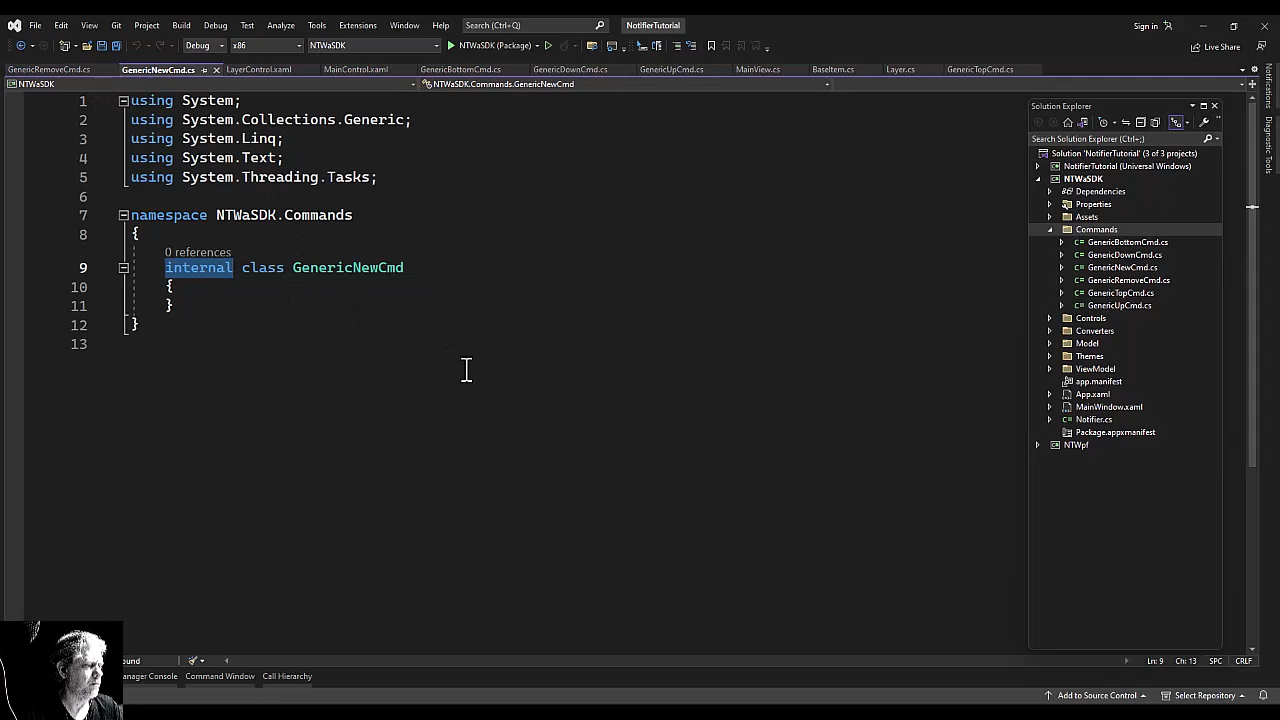 File Edit View Git Project Build Debug Test Analyze Tools Extensions Window Help Search (Ctrl+Q) NotifierTutorial Sign in
Debug x86 NTWaSDK NTWaSDK (Package) Live Share
GenericRemoveCmd.cs GenericNewCmd.cs LayerControl.xaml MainControl.xaml GenericBottomCmd.cs GenericDownCmd.cs GenericUpCmd.cs MainView.cs BaseItem.cs Layer.cs GenericTopCmd.cs
NTWaSDK NTWaSDK.Commands.GenericNewCmd
1 using System;
2 using System.Collections.Generic;
3 using System.Linq;
4 using System.Text;
5 using System.Threading.Tasks;
6
7 namespace NTWaSDK.Commands
8 {
0 references
9 internal class GenericNewCmd
10 {
11 }
12 }
13
Solution Explorer
Search Solution Explorer (Ctrl+;)
Solution 'NotifierTutorial' (3 of 3 projects)
NotifierTutorial (Universal Windows)
NTWaSDK
Dependencies
Properties
Assets
Commands
GenericBottomCmd.cs
GenericDownCmd.cs
GenericNewCmd.cs
GenericRemoveCmd.cs
GenericTopCmd.cs
GenericUpCmd.cs
Controls
Converters
Model
Themes
ViewModel
app.manifest
App.xaml
MainWindow.xaml
Notifier.cs
Package.appxmanifest
NTWpf
Notifications
Diagnostic Tools
ound Ln: 9 Ch: 13 SPC CRLF
anager Console Command Window Call Hierarchy
Add to Source Control Select Repository